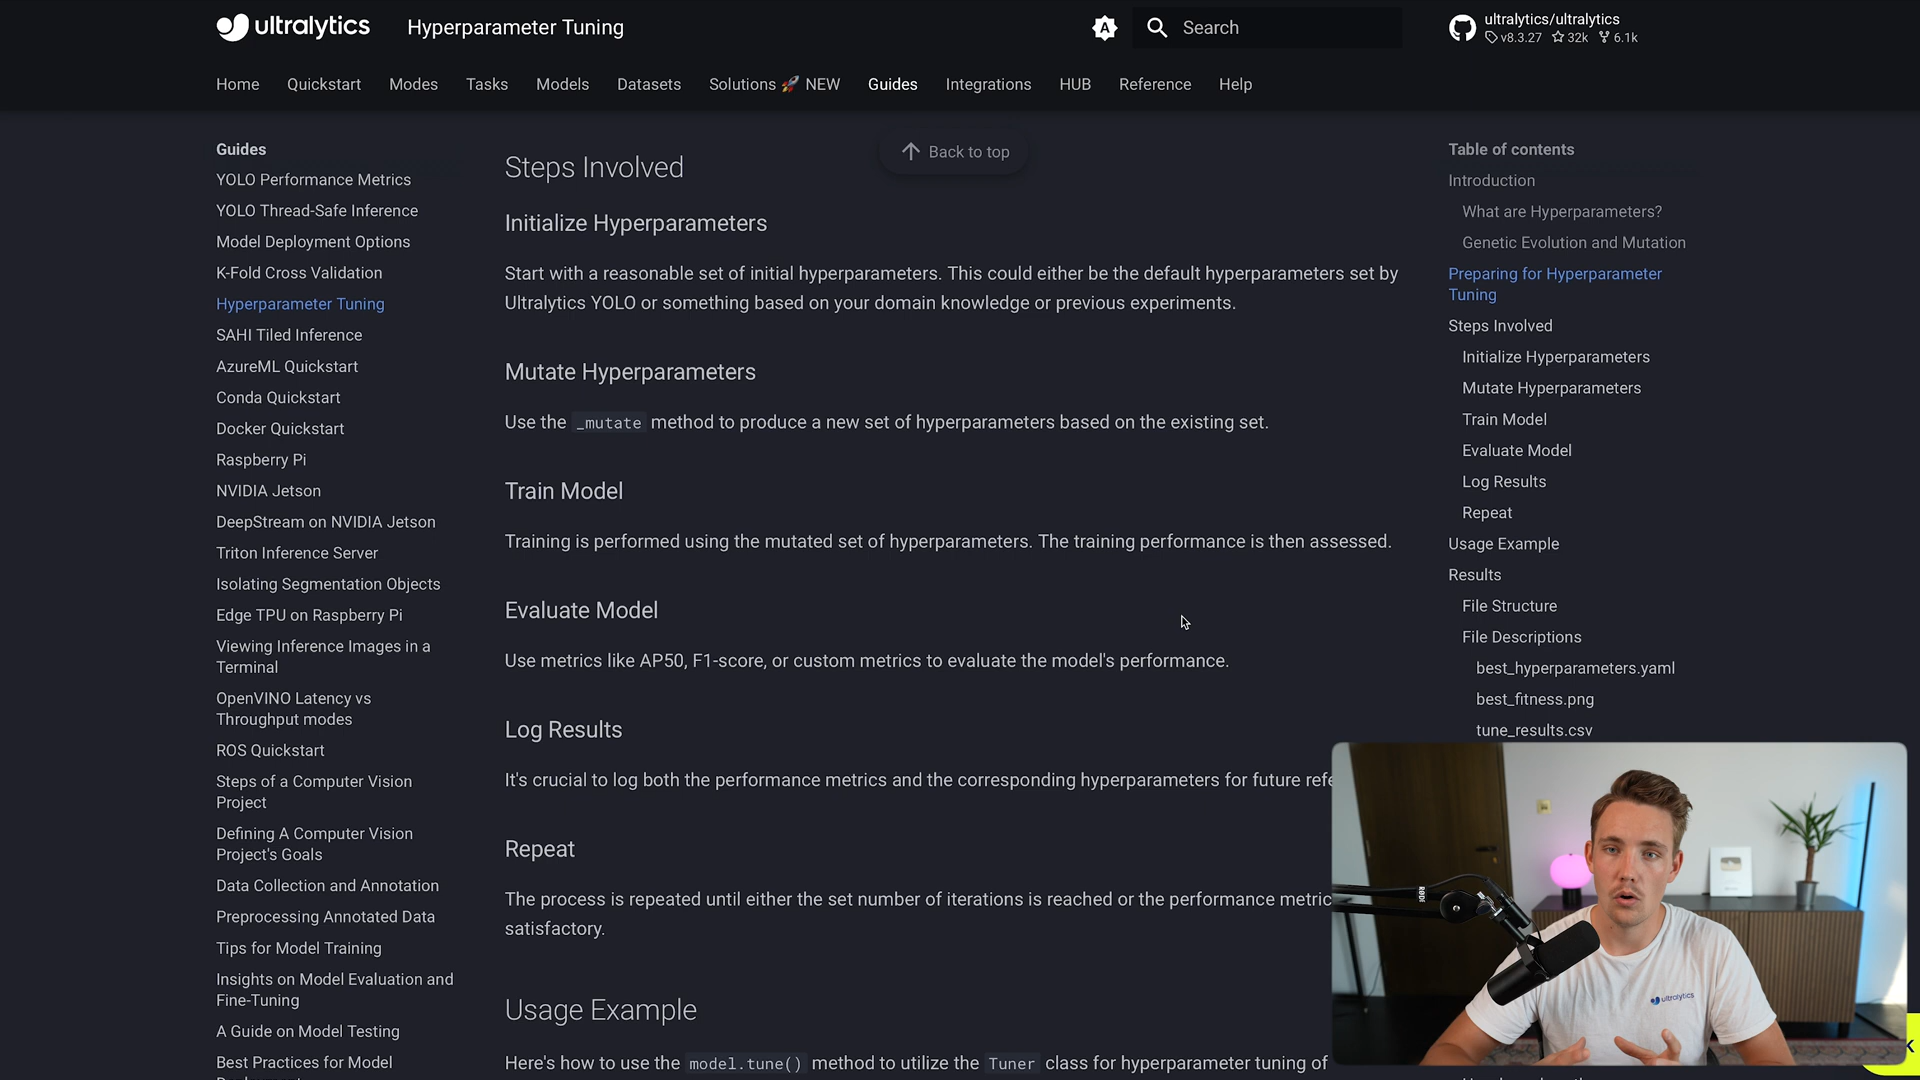 ultralytics
Hyperparameter Tuning
Search
ultralytics/ultralytics
v8.3.27 32k 6.1k
Home Quickstart Modes Tasks Models Datasets Solutions 🚀 NEW Guides Integrations HUB Reference Help
Guides
YOLO Performance Metrics
YOLO Thread-Safe Inference
Model Deployment Options
K-Fold Cross Validation
Hyperparameter Tuning
SAHI Tiled Inference
AzureML Quickstart
Conda Quickstart
Docker Quickstart
Raspberry Pi
NVIDIA Jetson
DeepStream on NVIDIA Jetson
Triton Inference Server
Isolating Segmentation Objects
Edge TPU on Raspberry Pi
Viewing Inference Images in a
Terminal
OpenVINO Latency vs
Throughput modes
ROS Quickstart
Steps of a Computer Vision
Project
Defining A Computer Vision
Project's Goals
Data Collection and Annotation
Preprocessing Annotated Data
Tips for Model Training
Insights on Model Evaluation and
Fine-Tuning
A Guide on Model Testing
Best Practices for Model
Back to top
Steps Involved
Initialize Hyperparameters
Start with a reasonable set of initial hyperparameters. This could either be the default hyperparameters set by
Ultralytics YOLO or something based on your domain knowledge or previous experiments.
Mutate Hyperparameters
Use the _mutate method to produce a new set of hyperparameters based on the existing set.
Train Model
Training is performed using the mutated set of hyperparameters. The training performance is then assessed.
Evaluate Model
Use metrics like AP50, F1-score, or custom metrics to evaluate the model's performance.
Log Results
It's crucial to log both the performance metrics and the corresponding hyperparameters for future refe
Repeat
The process is repeated until either the set number of iterations is reached or the performance metric
satisfactory.
Usage Example
Here's how to use the model.tune() method to utilize the Tuner class for hyperparameter tuning of
Table of contents
Introduction
What are Hyperparameters?
Genetic Evolution and Mutation
Preparing for Hyperparameter
Tuning
Steps Involved
Initialize Hyperparameters
Mutate Hyperparameters
Train Model
Evaluate Model
Log Results
Repeat
Usage Example
Results
File Structure
File Descriptions
best_hyperparameters.yaml
best_fitness.png
tune_results.csv
RØDE
ultralytics